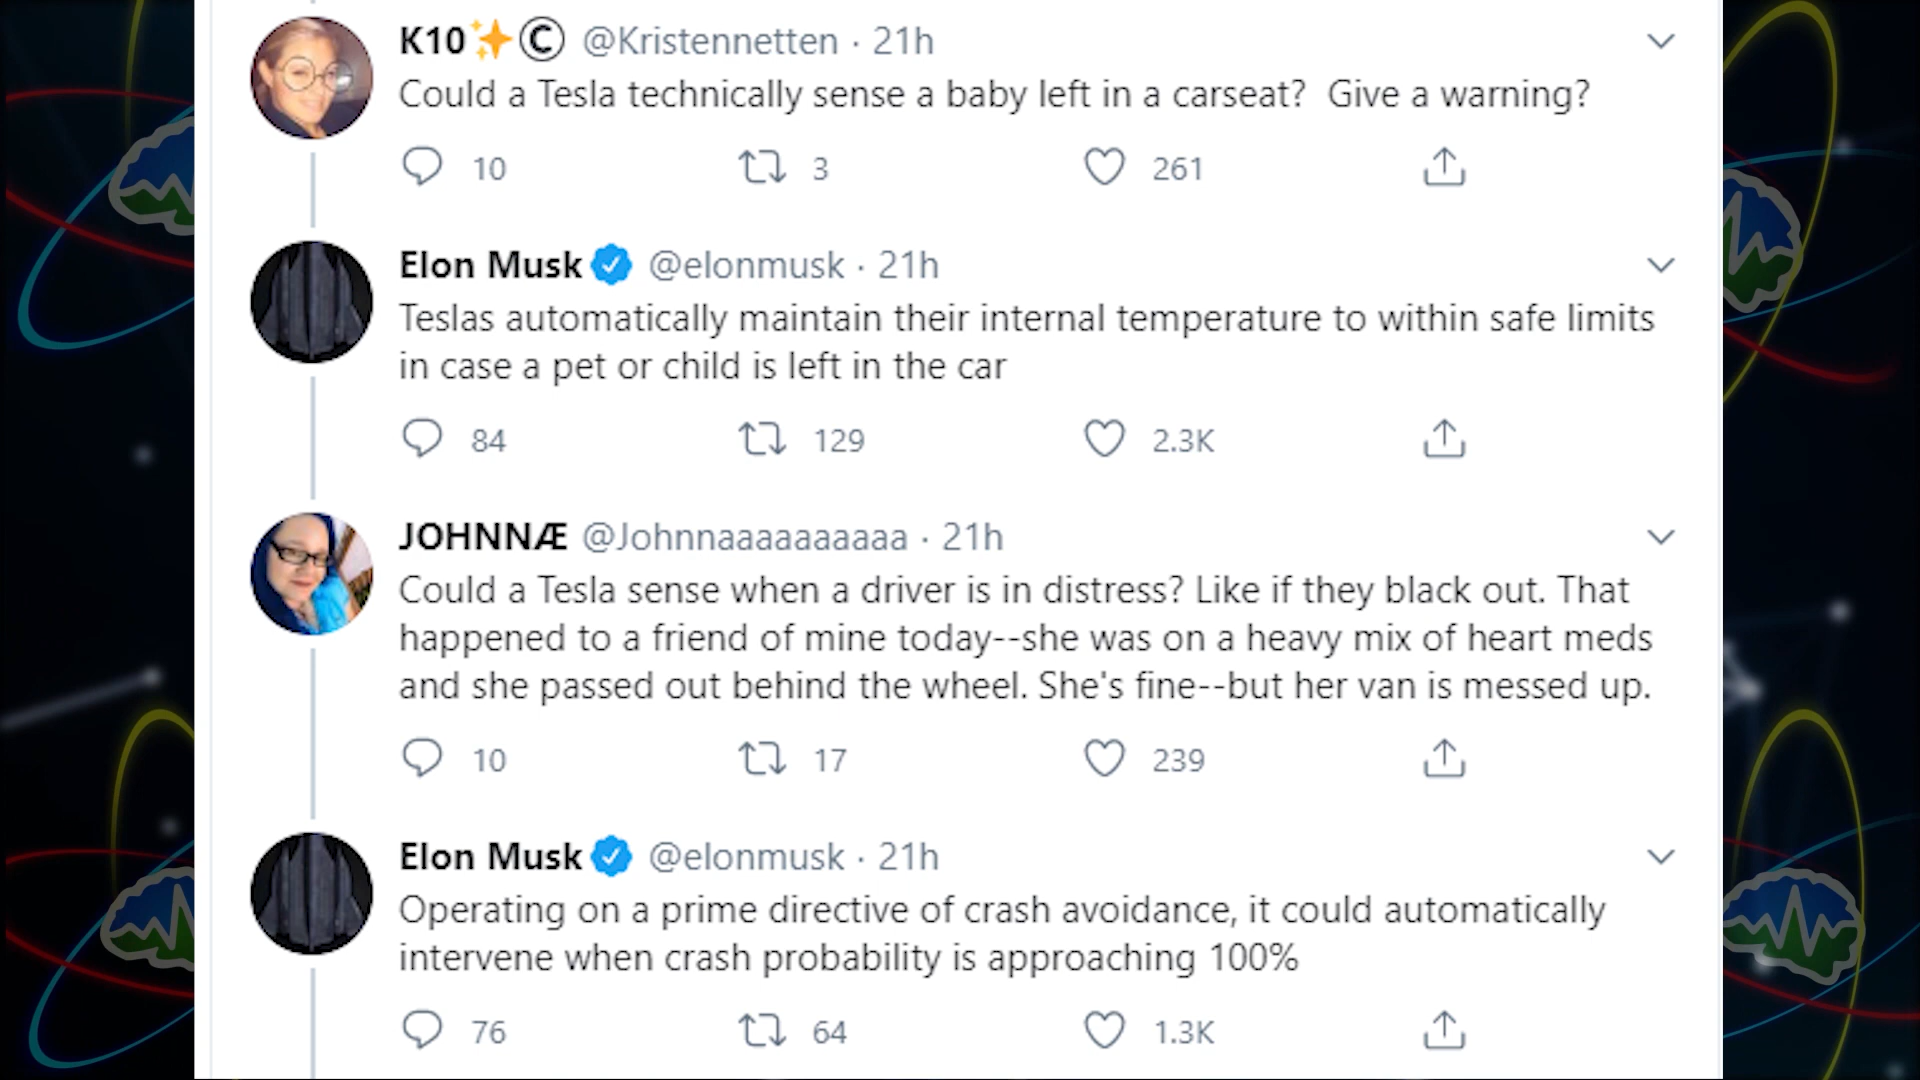 K10✨© @Kristennetten · 21h
Could a Tesla technically sense a baby left in a carseat?  Give a warning?
10 3 261
Elon Musk @elonmusk · 21h
Teslas automatically maintain their internal temperature to within safe limits
in case a pet or child is left in the car
84 129 2.3K
JOHNNÆ @Johnnaaaaaaaaaa · 21h
Could a Tesla sense when a driver is in distress? Like if they black out. That
happened to a friend of mine today--she was on a heavy mix of heart meds
and she passed out behind the wheel. She's fine--but her van is messed up.
10 17 239
Elon Musk @elonmusk · 21h
Operating on a prime directive of crash avoidance, it could automatically
intervene when crash probability is approaching 100%
76 64 1.3K